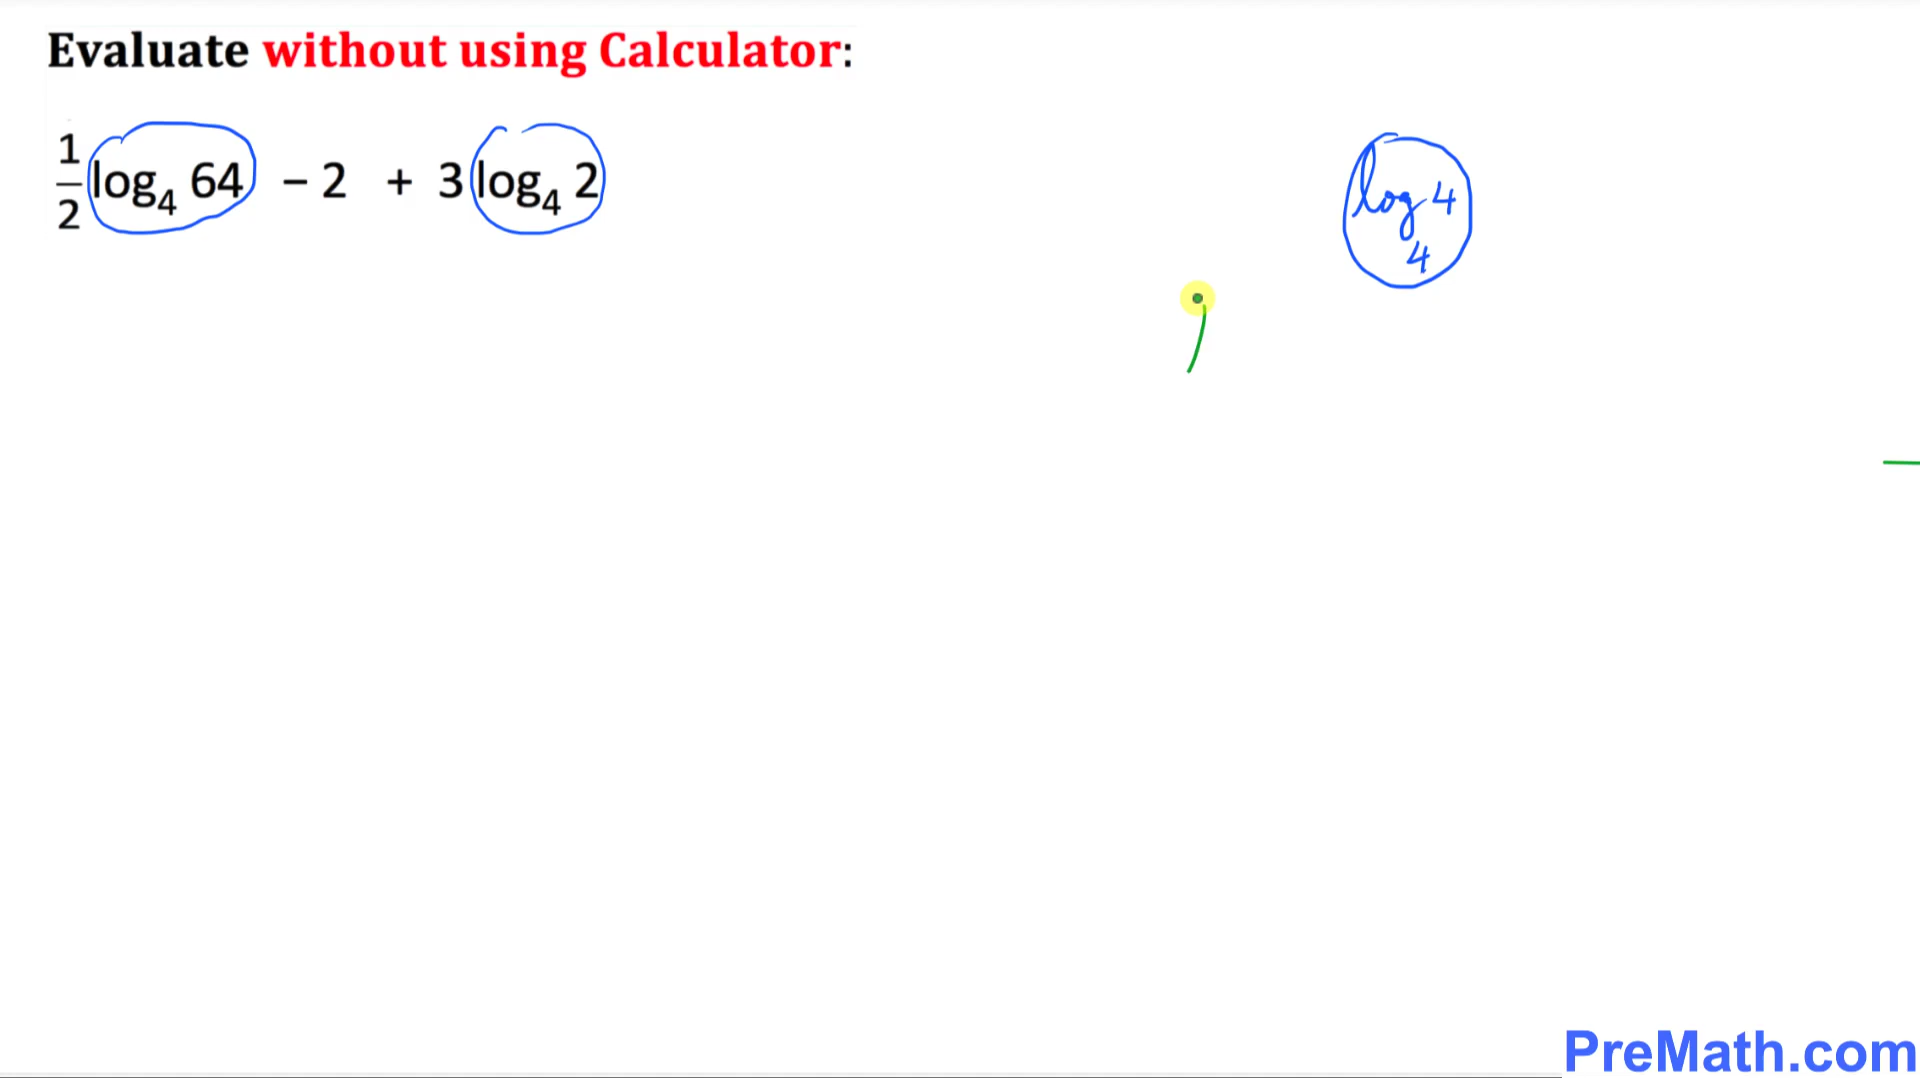 Evaluate without using Calculator:
1/2 log₄ 64 – 2 + 3 log₄ 2
log₄ 4
PreMath.com